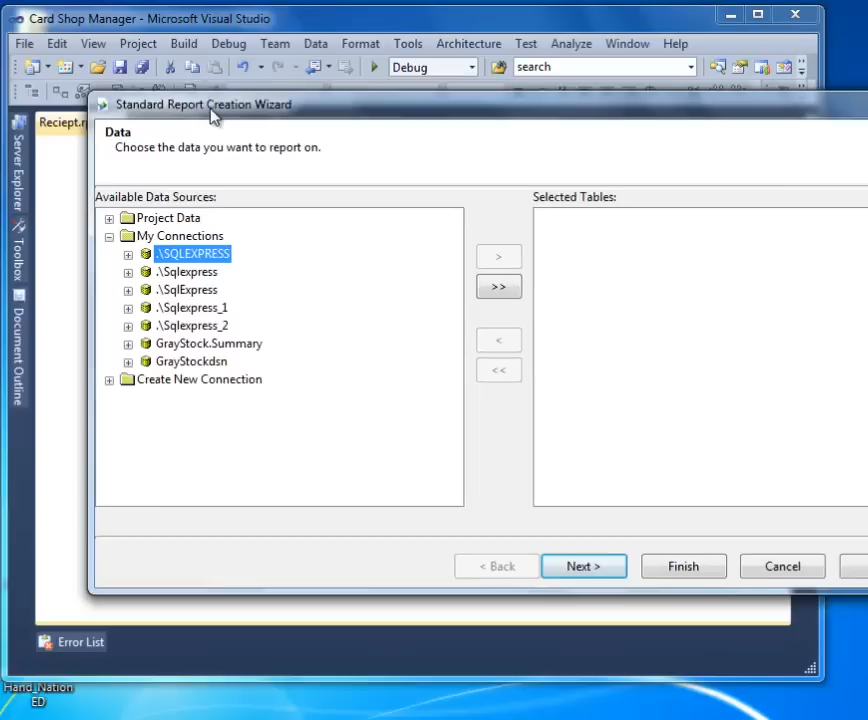 Card Shop Manager - Microsoft Visual Studio
File Edit View Project Build Debug Team Data Format Tools Architecture Test Analyze Window Help
Debug search
Standard Report Creation Wizard
Reciept.r
Data
Choose the data you want to report on.
Server Explorer
Toolbox
Document Outline
Available Data Sources:
Selected Tables:
Project Data
My Connections
.\SQLEXPRESS
.\Sqlexpress
.\SqlExpress
.\Sqlexpress_1
.\Sqlexpress_2
GrayStock.Summary
GrayStockdsn
Create New Connection
>
>>
<
<<
< Back Next > Finish Cancel
Error List
Hand_Nation
ED